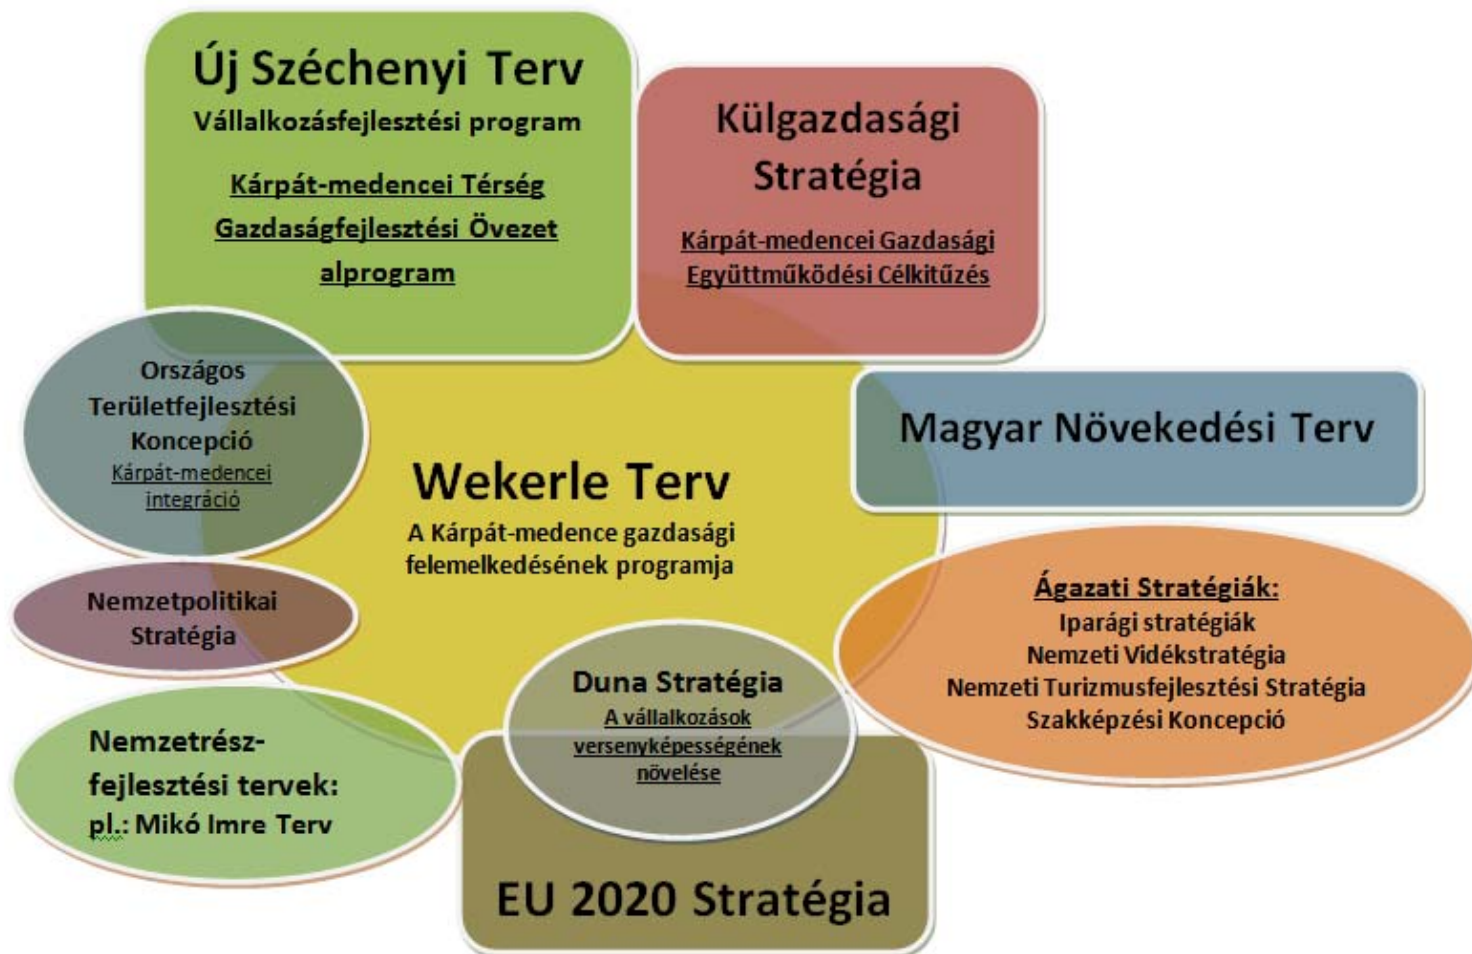 Új Széchenyi Terv
Vállalkozásfejlesztési program
Kárpát-medencei Térség
Gazdaságfejlesztési Övezet
alprogram
Külgazdasági
Stratégia
Kárpát-medencei Gazdasági
Együttműködési Célkitűzés
Országos
Területfejlesztési
Koncepció
Kárpát-medencei
integráció
Magyar Növekedési Terv
Wekerle Terv
A Kárpát-medence gazdasági
felemelkedésének programja
Nemzetpolitikai
Stratégia
Ágazati Stratégiák:
Iparági stratégiák
Nemzeti Vidékstratégia
Nemzeti Turizmusfejlesztési Stratégia
Szakképzési Koncepció
Duna Stratégia
A vállalkozások
versenyképességének
növelése
Nemzetrész-
fejlesztési tervek:
pl.: Mikó Imre Terv
EU 2020 Stratégia